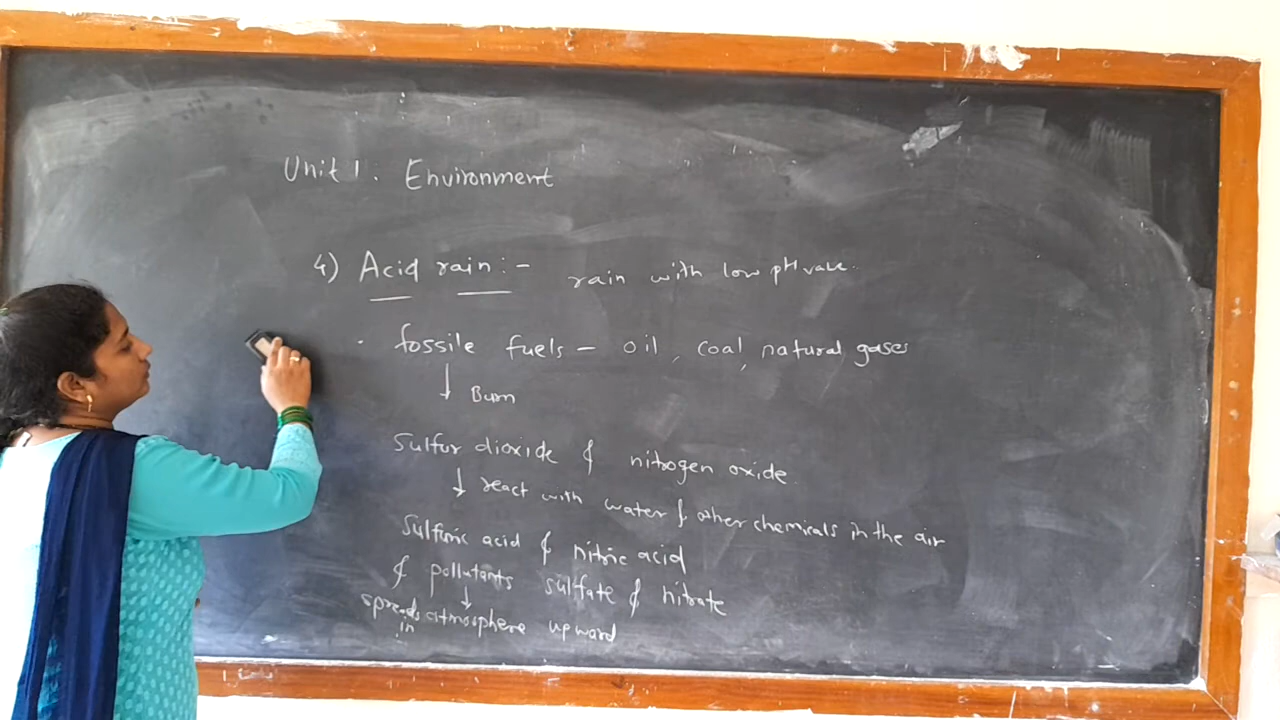 Unit 1. Environment
4) Acid rain :- rain with low pH value.
· fossile fuels - oil, coal, natural gases
↓ Burn
Sulfur dioxide & nitrogen oxide.
↓ react with water & other chemicals in the air
Sulfuric acid & nitric acid
& pollutants sulfate & nitrate
↓
spreads in atmosphere upward